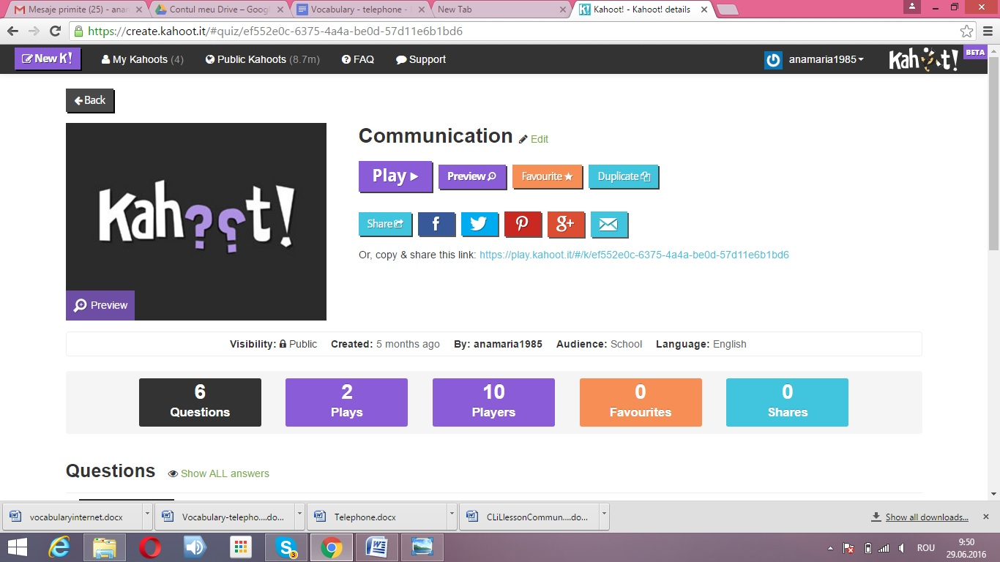 Mesaje primite (25) - anar
Contul meu Drive – Googl
Vocabulary - telephone -
New Tab
Kahoot! - Kahoot! details
https://create.kahoot.it/#quiz/ef552e0c-6375-4a4a-be0d-57d11e6b1bd6
New K!
My Kahoots (4)
Public Kahoots (8.7m)
FAQ
Support
anamaria1985
Kahoot!
BETA
Back
Kahoot!
Preview
Communication
Edit
Play
Preview
Favourite
Duplicate
Share
Or, copy & share this link: https://play.kahoot.it/#/k/ef552e0c-6375-4a4a-be0d-57d11e6b1bd6
Visibility: Public Created: 5 months ago By: anamaria1985 Audience: School Language: English
6
Questions
2
Plays
10
Players
0
Favourites
0
Shares
Questions
Show ALL answers
vocabularyinternet.docx
Vocabulary-telepho....do...
Telephone.docx
CLiLlessonCommun....do...
Show all downloads...
3
ROU
9:50
29.06.2016